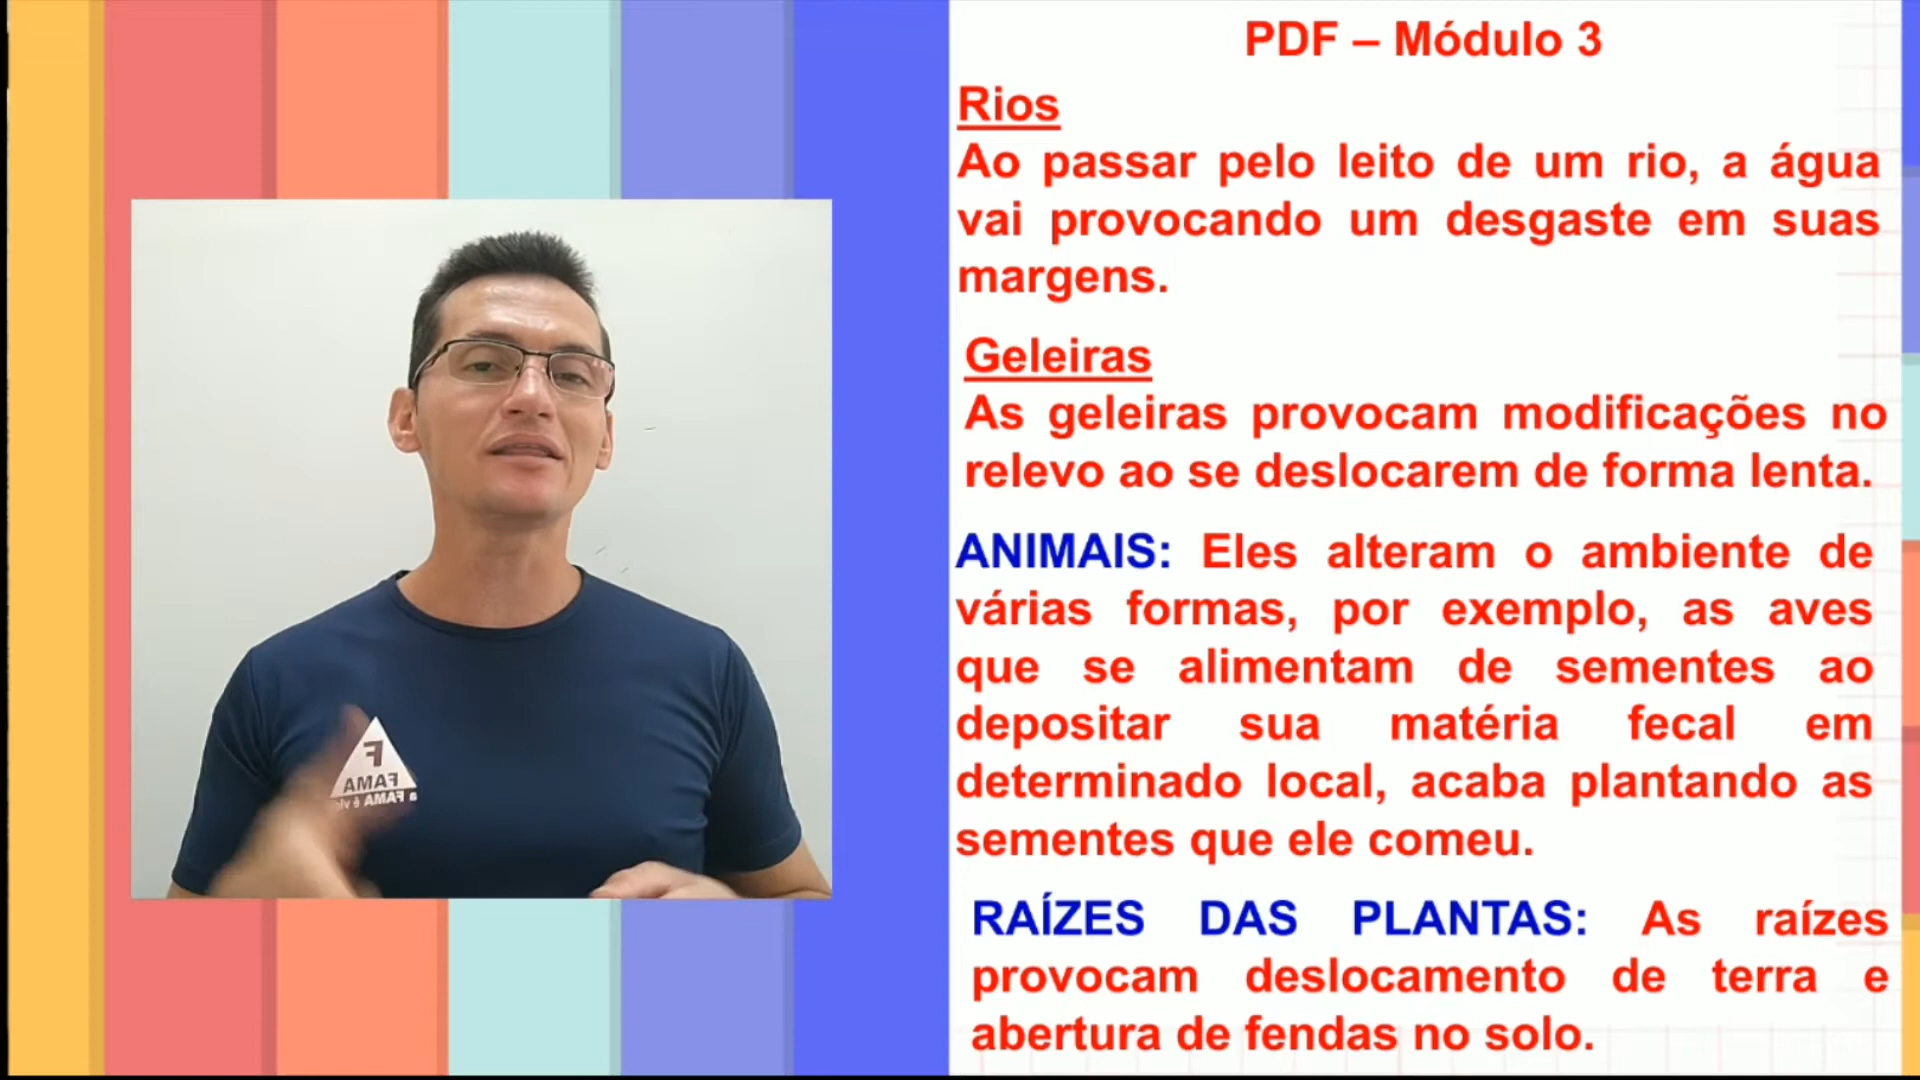 PDF – Módulo 3
Rios
Ao passar pelo leito de um rio, a água
vai provocando um desgaste em suas
margens.
Geleiras
As geleiras provocam modificações no
relevo ao se deslocarem de forma lenta.
ANIMAIS: Eles alteram o ambiente de
várias formas, por exemplo, as aves
que se alimentam de sementes ao
depositar sua matéria fecal em
determinado local, acaba plantando as
sementes que ele comeu.
RAÍZES DAS PLANTAS: As raízes
provocam deslocamento de terra e
abertura de fendas no solo.
F
FAMA
a FAMA é